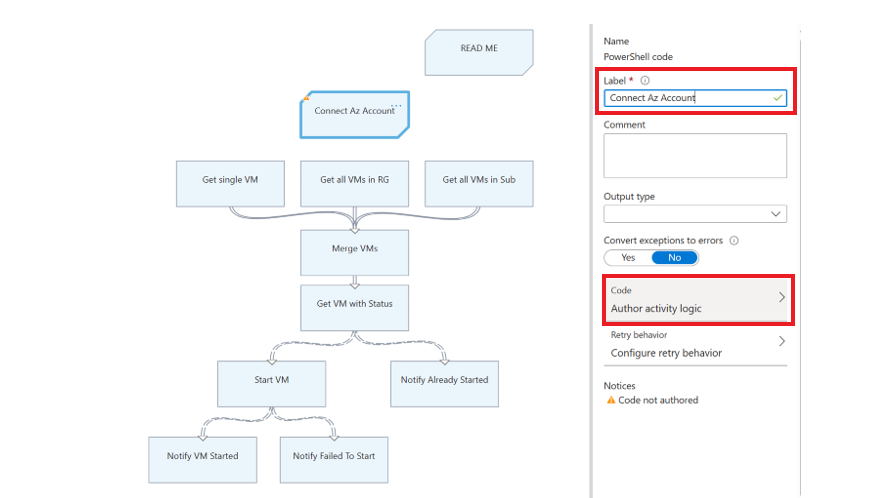 READ ME
Connect Az Account
Get single VM
Get all VMs in RG
Get all VMs in Sub
Merge VMs
Get VM with Status
Start VM
Notify Already Started
Notify VM Started
Notify Failed To Start
Name
PowerShell code
Label *
Connect Az Account
Comment
Output type
Convert exceptions to errors
Yes No
Code
Author activity logic
Retry behavior
Configure retry behavior
Notices
Code not authored